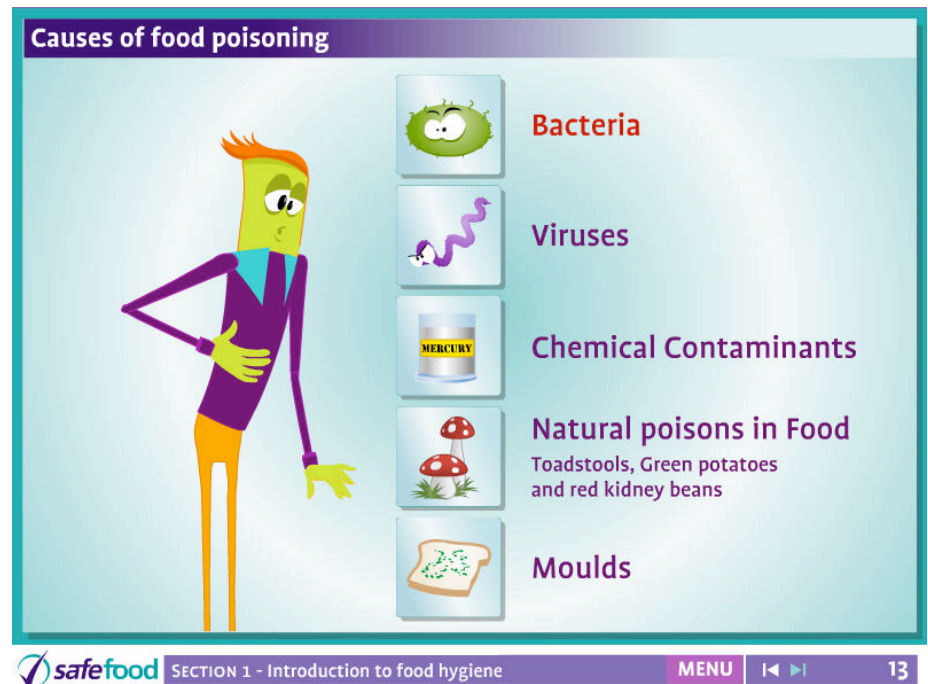 Causes of food poisoning
Bacteria
Viruses
MERCURY
Chemical Contaminants
Natural poisons in Food
Toadstools, Green potatoes
and red kidney beans
Moulds
safefood SECTION 1 - Introduction to food hygiene MENU 13